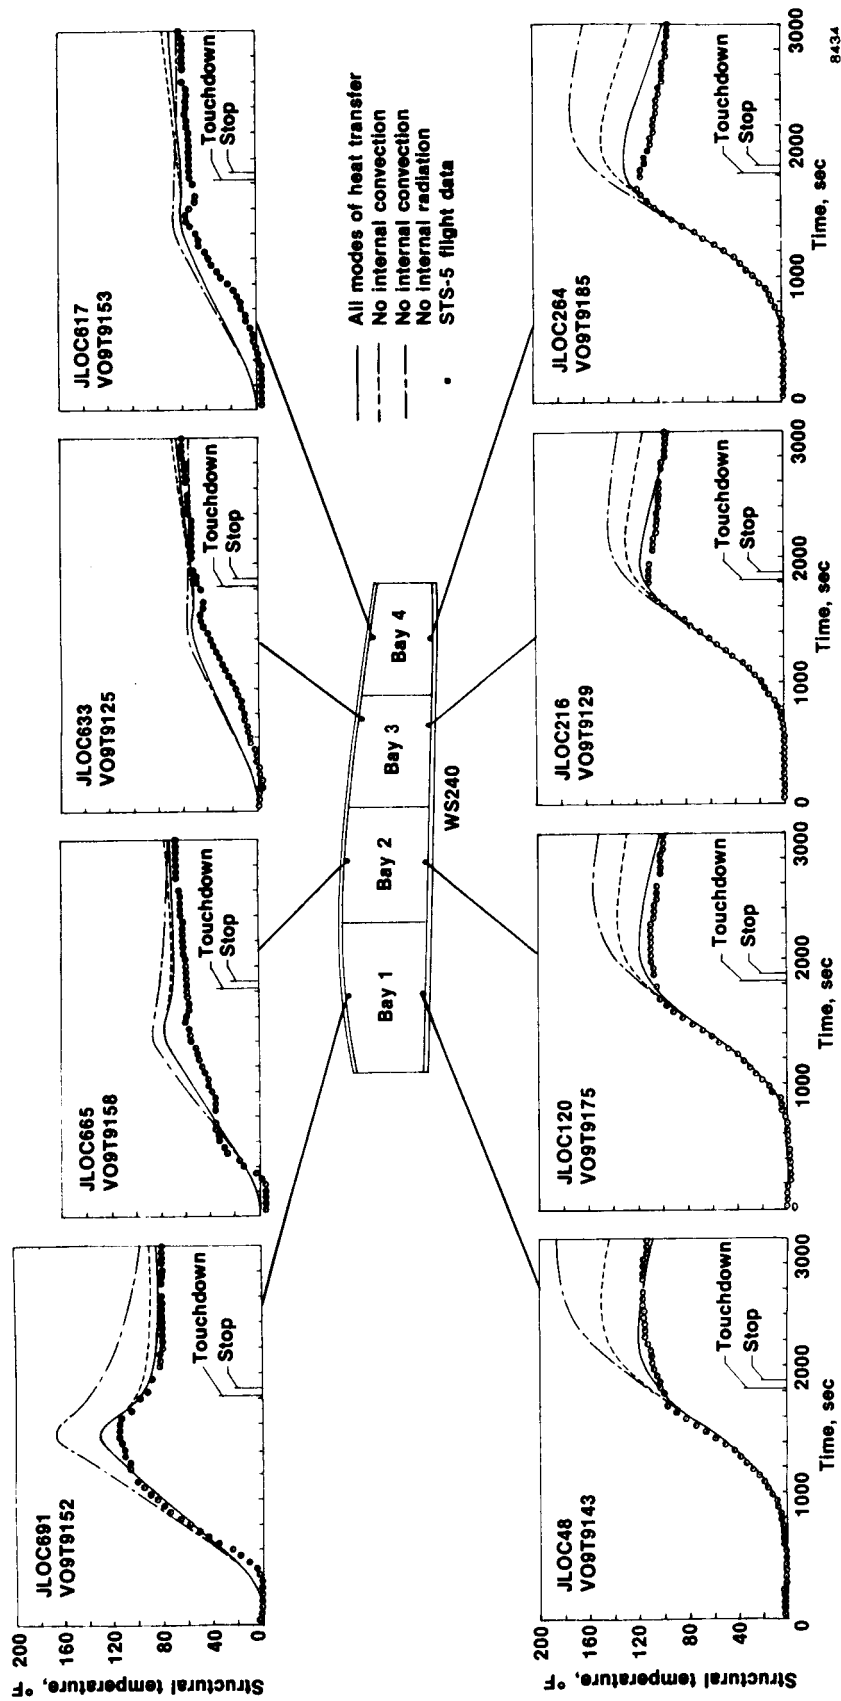 Structural temperature, °F
200
160
120
80
40
0
JLOC691
VO9T9152
Touchdown
Stop
JLOC665
VO9T9158
Touchdown
Stop
JLOC633
VO9T9125
Touchdown
Stop
JLOC617
VO9T9153
Touchdown
Stop
Bay 1
Bay 2
Bay 3
Bay 4
WS240
All modes of heat transfer
No internal convection
No internal convection
No internal radiation
STS-5 flight data
Structural temperature, °F
200
160
120
80
40
0
JLOC48
VO9T9143
Touchdown
Stop
0
1000
2000
3000
Time, sec
JLOC120
VO9T9175
Touchdown
Stop
0
1000
2000
3000
Time, sec
JLOC216
VO9T9129
Touchdown
Stop
0
1000
2000
3000
Time, sec
JLOC264
VO9T9185
Touchdown
Stop
0
1000
2000
3000
Time, sec
8434